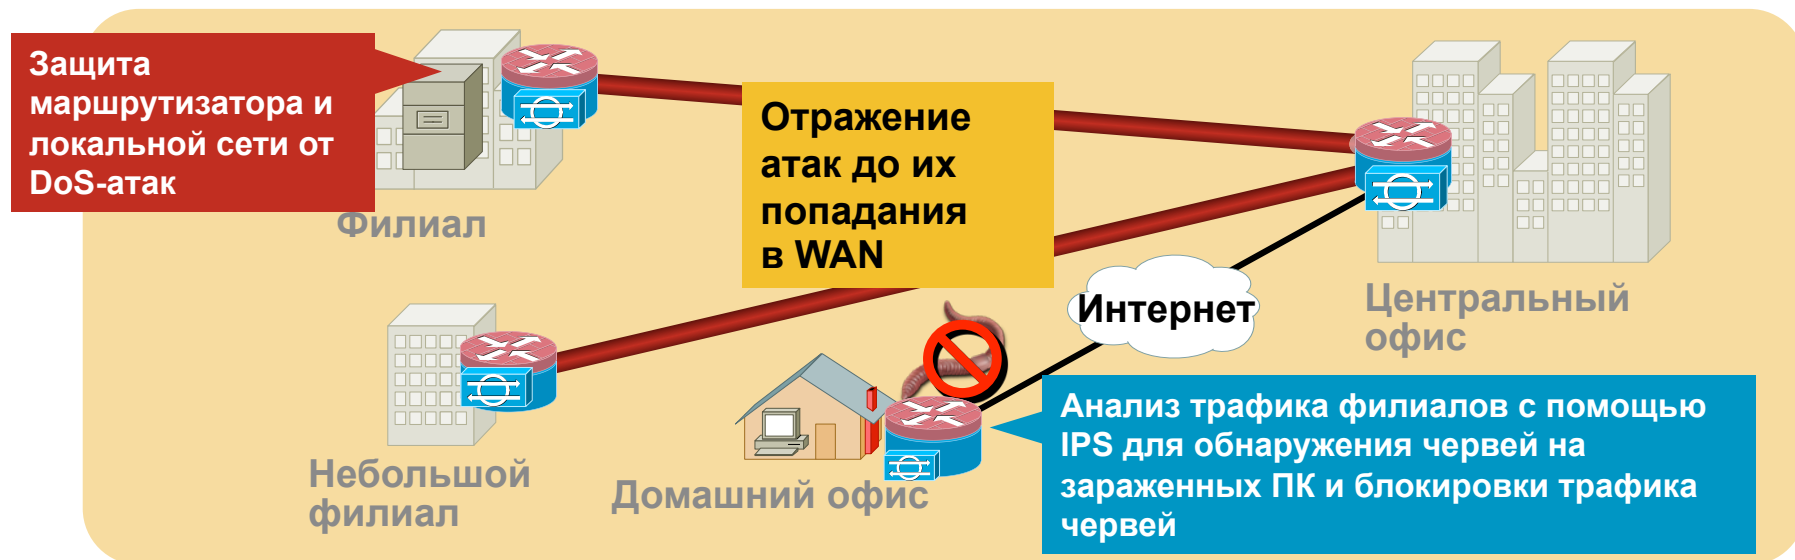 Защита
маршрутизатора и
локальной сети от
DoS-атак
Филиал
Отражение
атак до их
попадания
в WAN
Интернет
Центральный
офис
Небольшой
филиал
Домашний офис
Анализ трафика филиалов с помощью
IPS для обнаружения червей на
зараженных ПК и блокировки трафика
червей